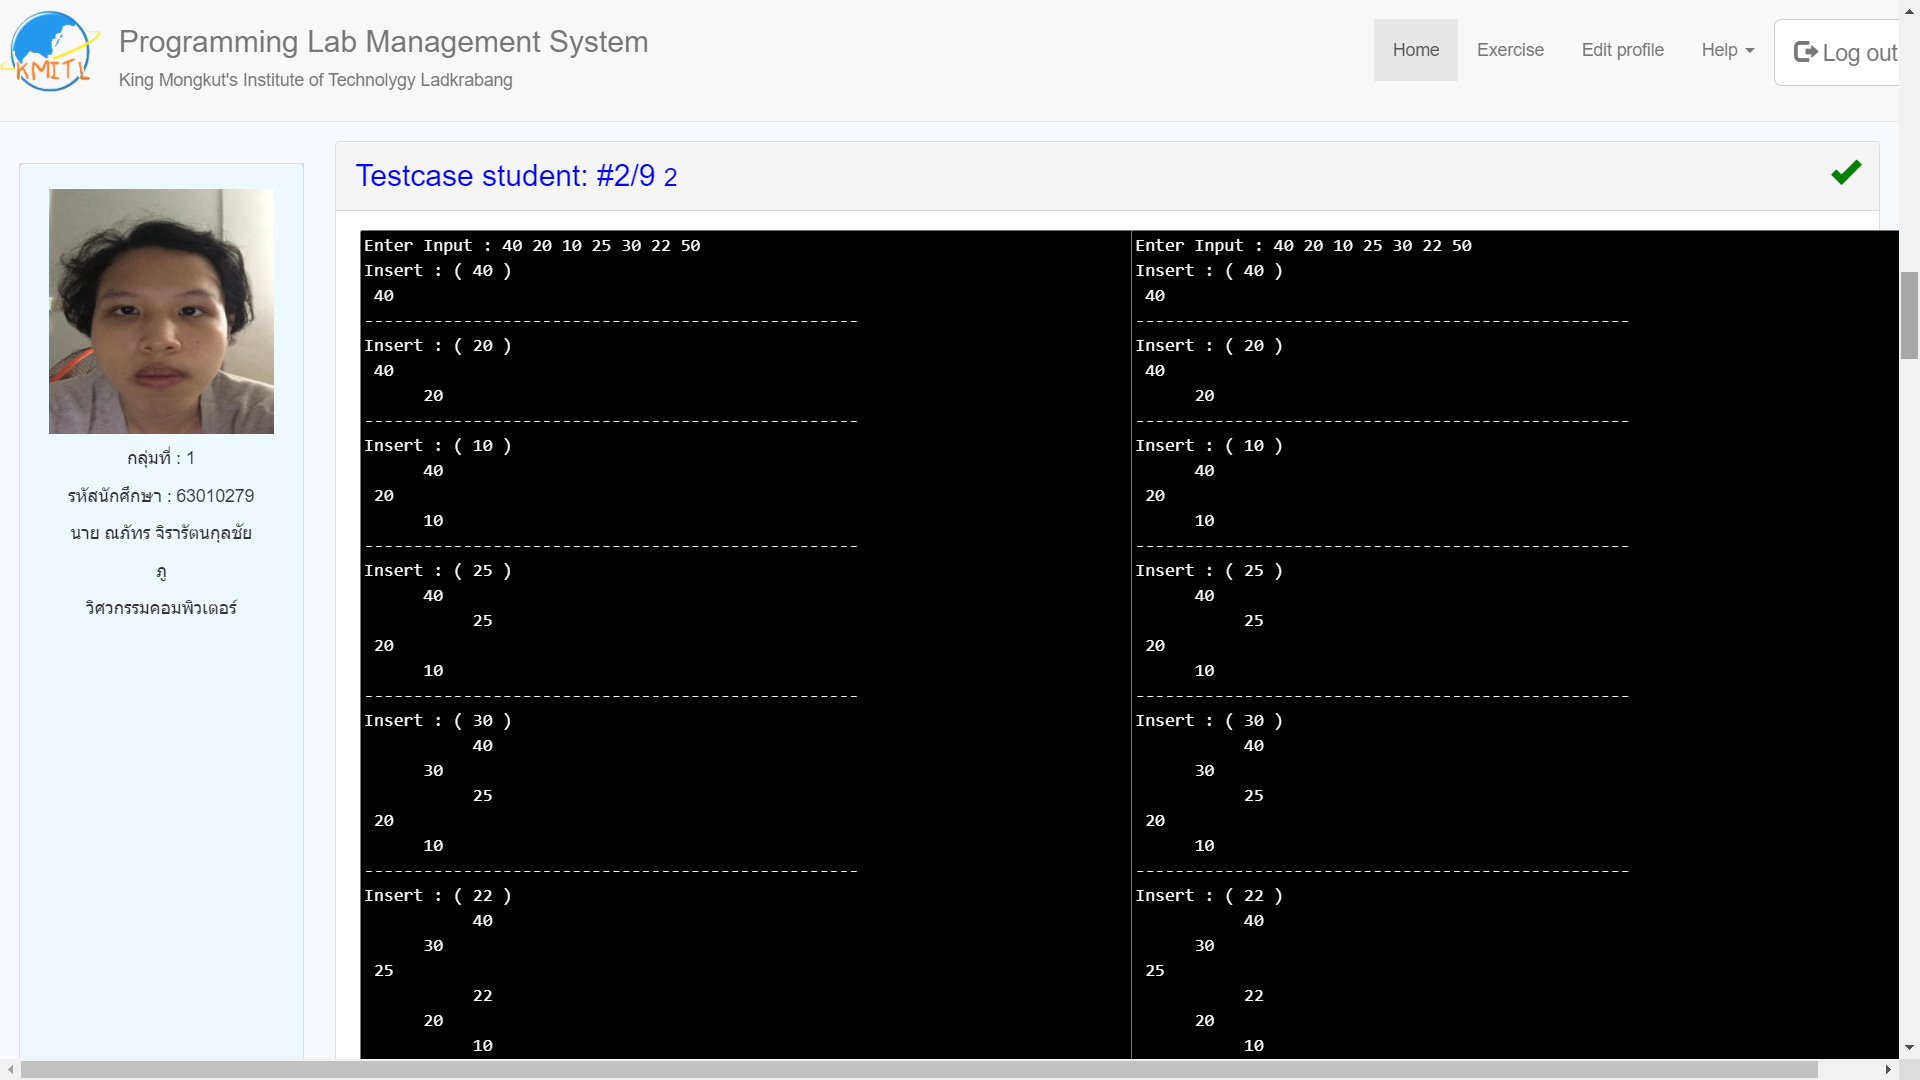 KMITL
Programming Lab Management System
King Mongkut's Institute of Technolygy Ladkrabang
Home
Exercise
Edit profile
Help
Log out
กลุ่มที่ : 1
รหัสนักศึกษา : 63010279
นาย ณภัทร จิรารัตนกุลชัย
ภู
วิศวกรรมคอมพิวเตอร์
Testcase student: #2/9 2
Enter Input : 40 20 10 25 30 22 50
Insert : ( 40 )
40
--------------------------------------------------
Insert : ( 20 )
40
20
--------------------------------------------------
Insert : ( 10 )
40
20
10
--------------------------------------------------
Insert : ( 25 )
40
25
20
10
--------------------------------------------------
Insert : ( 30 )
40
30
25
20
10
--------------------------------------------------
Insert : ( 22 )
40
30
25
22
20
10
Enter Input : 40 20 10 25 30 22 50
Insert : ( 40 )
40
--------------------------------------------------
Insert : ( 20 )
40
20
--------------------------------------------------
Insert : ( 10 )
40
20
10
--------------------------------------------------
Insert : ( 25 )
40
25
20
10
--------------------------------------------------
Insert : ( 30 )
40
30
25
20
10
--------------------------------------------------
Insert : ( 22 )
40
30
25
22
20
10